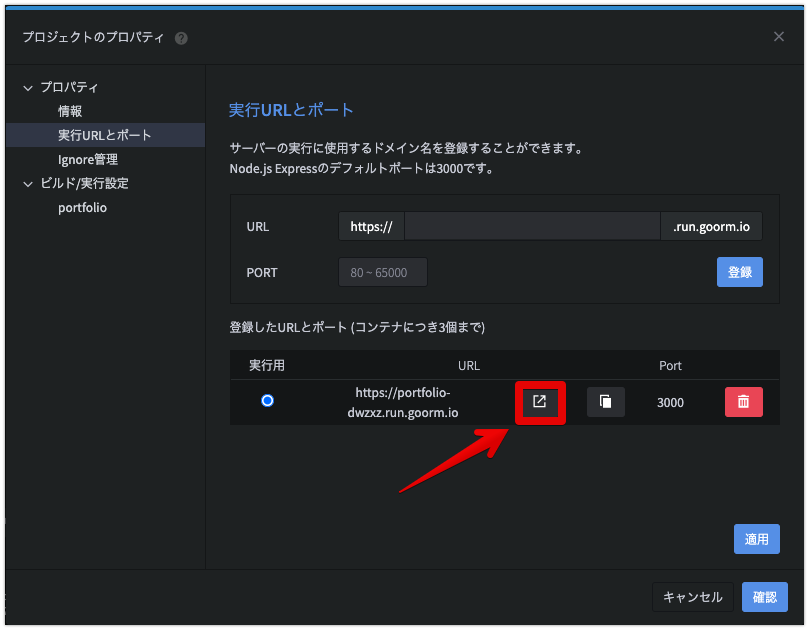 プロジェクトのプロパティ ?
プロパティ
情報
実行URLとポート
Ignore管理
ビルド/実行設定
portfolio
実行URLとポート
サーバーの実行に使用するドメイン名を登録することができます。
Node.js Expressのデフォルトポートは3000です。
URL https:// .run.goorm.io
PORT 80 ~ 65000 登録
登録したURLとポート (コンテナにつき3個まで)
実行用 URL Port
https://portfolio-
dwzxz.run.goorm.io 3000
適用
キャンセル 確認